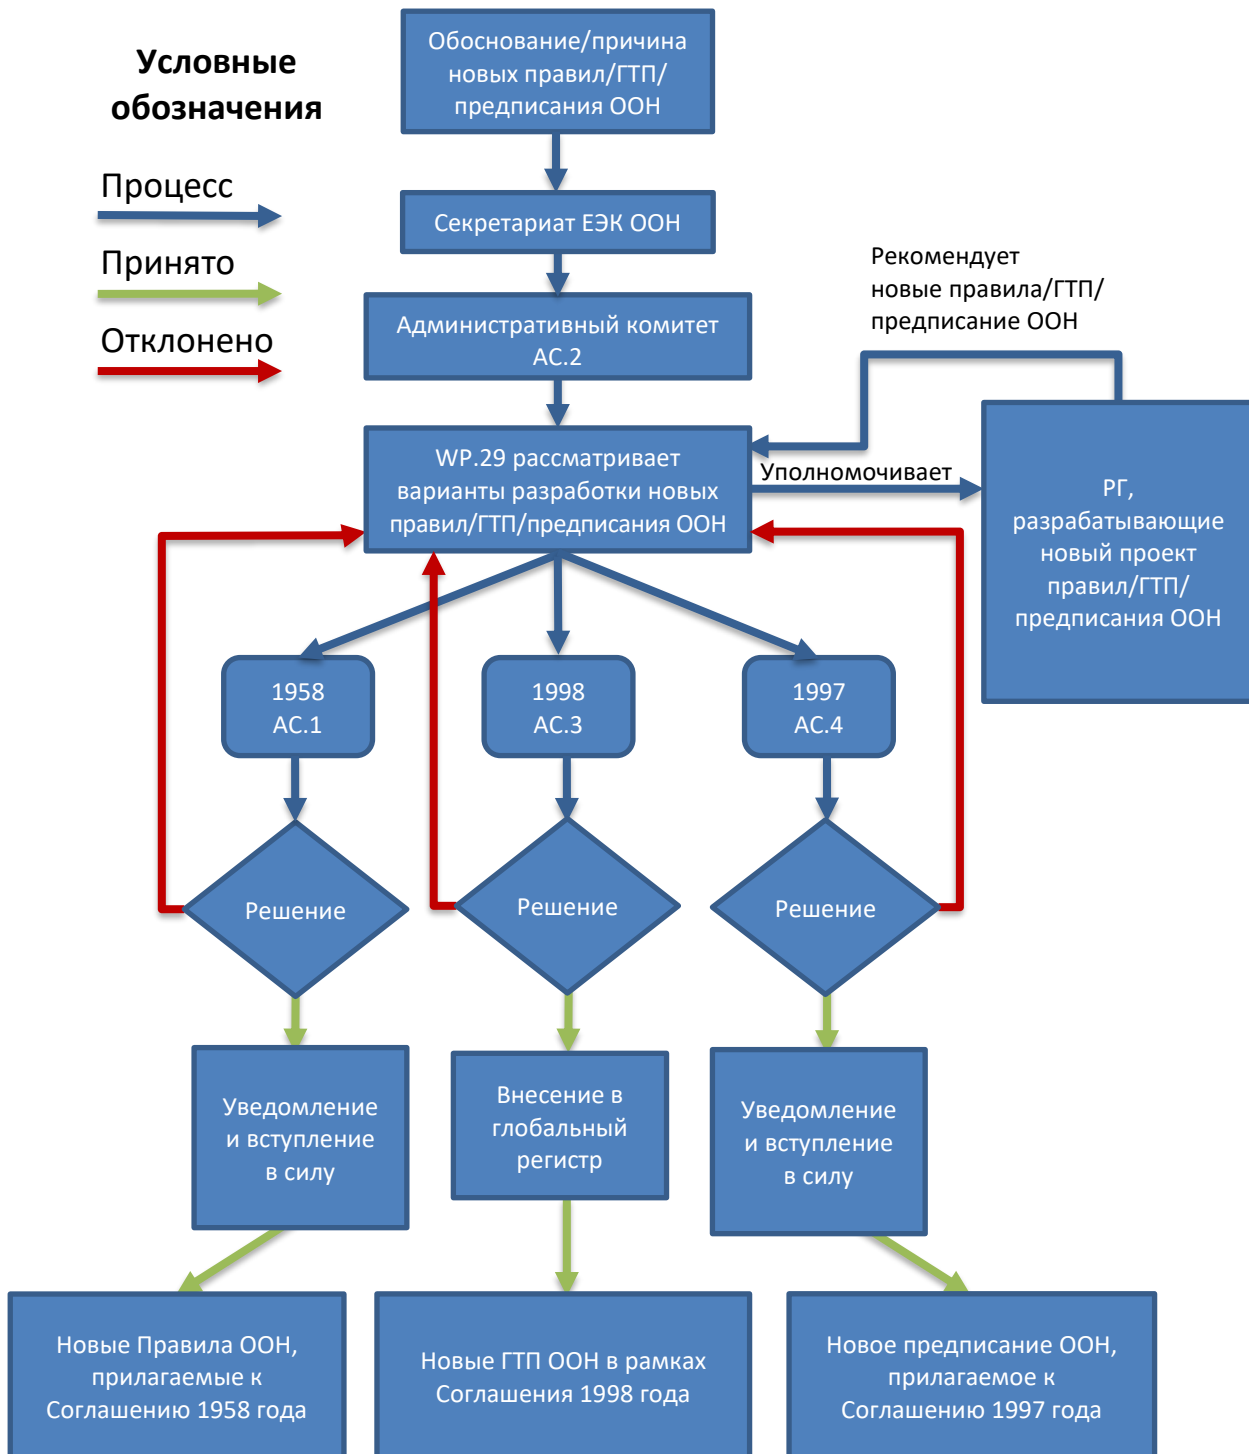 Условные
обозначения
Процесс
Принято
Отклонено
Обоснование/причина
новых правил/ГТП/
предписания ООН
Секретариат ЕЭК ООН
Административный комитет
AC.2
Рекомендует
новые правила/ГТП/
предписание ООН
WP.29 рассматривает
варианты разработки новых
правил/ГТП/предписания ООН
Уполномочивает
РГ,
разрабатывающие
новый проект
правил/ГТП/
предписания ООН
1958
AC.1
1998
AC.3
1997
AC.4
Решение
Решение
Решение
Уведомление
и вступление
в силу
Внесение в
глобальный
регистр
Уведомление
и вступление
в силу
Новые Правила ООН,
прилагаемые к
Соглашению 1958 года
Новые ГТП ООН в рамках
Соглашения 1998 года
Новое предписание ООН,
прилагаемое к
Соглашению 1997 года